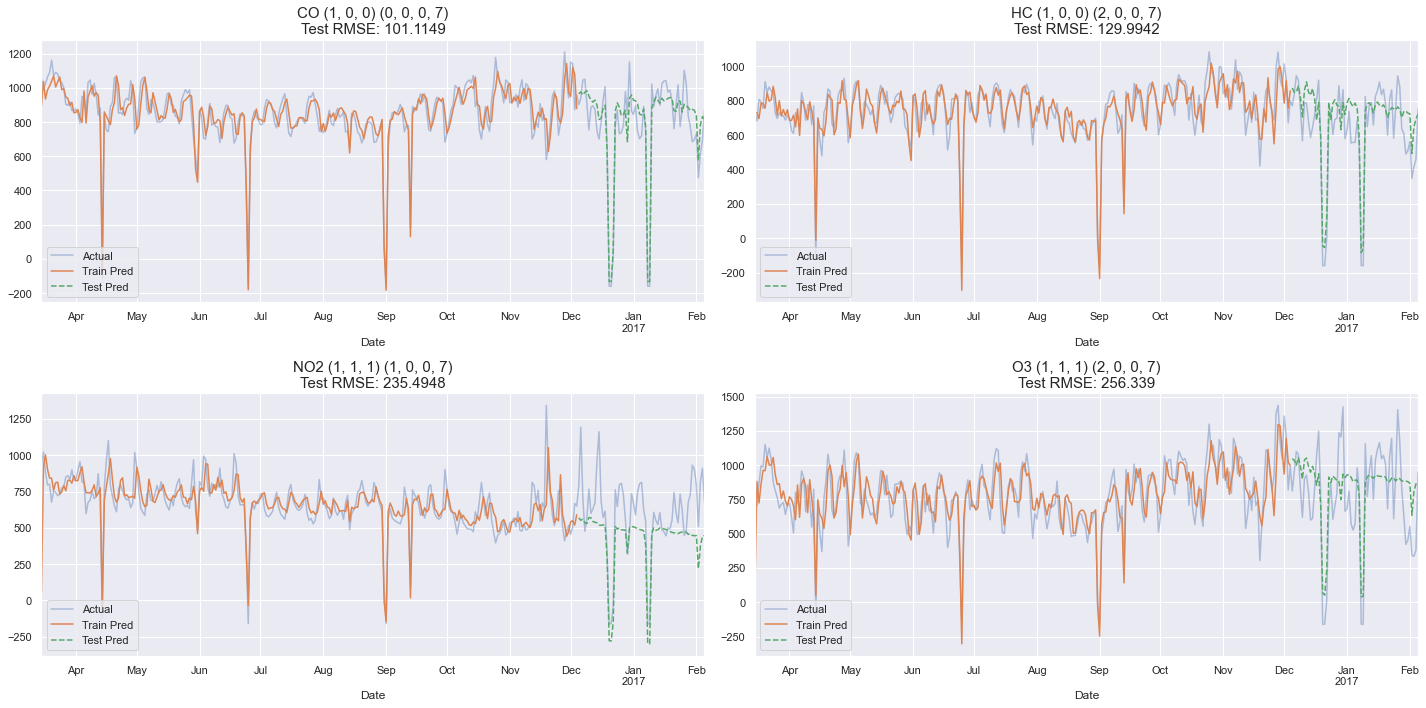 CO (1, 0, 0) (0, 0, 0, 7)
Test RMSE: 101.1149
1200
1000
800
600
400
200
0
−200
Actual
Train Pred
Test Pred
Apr May Jun Jul Aug Sep Oct Nov Dec Jan Feb
2017
Date
HC (1, 0, 0) (2, 0, 0, 7)
Test RMSE: 129.9942
1000
800
600
400
200
0
−200
Actual
Train Pred
Test Pred
Apr May Jun Jul Aug Sep Oct Nov Dec Jan Feb
2017
Date
NO2 (1, 1, 1) (1, 0, 0, 7)
Test RMSE: 235.4948
1250
1000
750
500
250
0
−250
Actual
Train Pred
Test Pred
Apr May Jun Jul Aug Sep Oct Nov Dec Jan Feb
2017
Date
O3 (1, 1, 1) (2, 0, 0, 7)
Test RMSE: 256.339
1500
1250
1000
750
500
250
0
−250
Actual
Train Pred
Test Pred
Apr May Jun Jul Aug Sep Oct Nov Dec Jan Feb
2017
Date